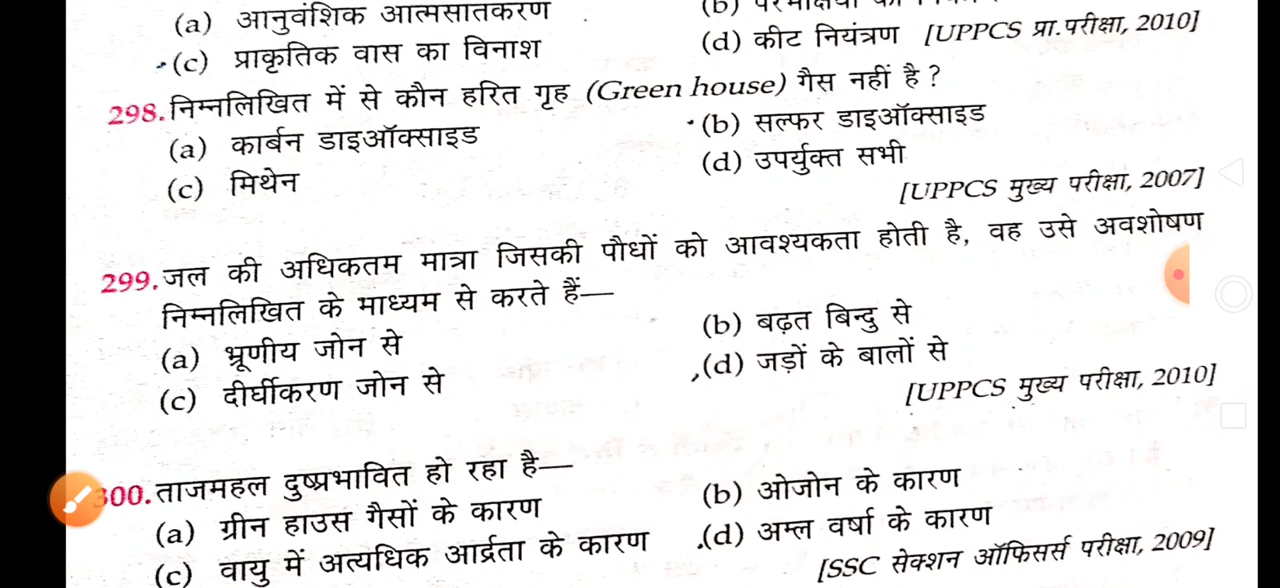 (a) आनुवंशिक आत्मसातकरण
(c) प्राकृतिक वास का विनाश
(d) कीट नियंत्रण [UPPCS प्रा.परीक्षा, 2010]
298. निम्नलिखित में से कौन हरित गृह (Green house) गैस नहीं है ?
(a) कार्बन डाइऑक्साइड
(b) सल्फर डाइऑक्साइड
(c) मिथेन
(d) उपर्युक्त सभी
[UPPCS मुख्य परीक्षा, 2007]
299. जल की अधिकतम मात्रा जिसकी पौधों को आवश्यकता होती है, वह उसे अवशोषण
निम्नलिखित के माध्यम से करते हैं—
(a) भ्रूणीय जोन से
(b) बढ़त बिन्दु से
(c) दीर्घीकरण जोन से
(d) जड़ों के बालों से
[UPPCS मुख्य परीक्षा, 2010]
300. ताजमहल दुष्प्रभावित हो रहा है—
(a) ग्रीन हाउस गैसों के कारण
(b) ओजोन के कारण
(c) वायु में अत्यधिक आर्द्रता के कारण
(d) अम्ल वर्षा के कारण
[SSC सेक्शन ऑफिसर्स परीक्षा, 2009]